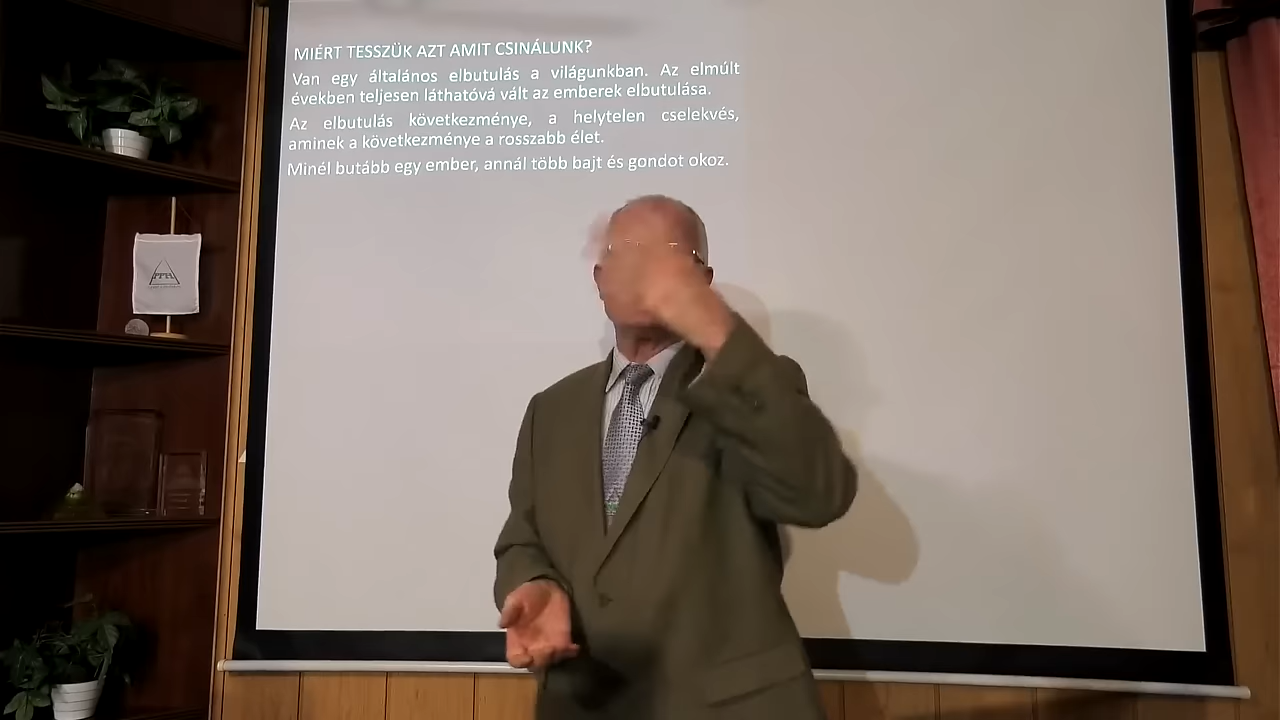 MIÉRT TESSZÜK AZT AMIT CSINÁLUNK?
Van egy általános elbutulás a világunkban. Az elmúlt
években teljesen láthatóvá vált az emberek elbutulása.
Az elbutulás következménye, a helytelen cselekvés,
aminek a következménye a rosszabb élet.
Minél butább egy ember, annál több bajt és gondot okoz.